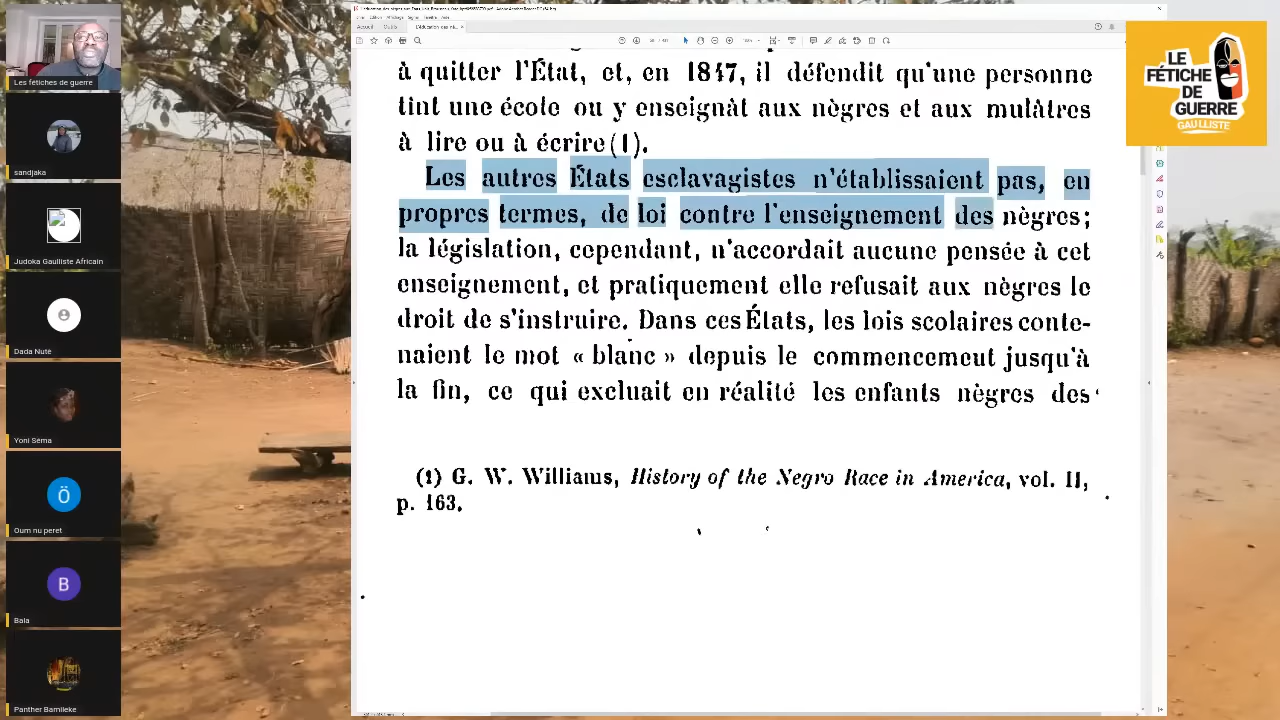 Les fétiches de guerre
sandjaka
Judoka Gaulliste Africain
Dada Nuté
Yoni Séma
Oum nu peret
Bala
Panther Bamileke
Accueil
Outils
à quitter l'État, et, en 1847, il défendit qu'une personne
tint une école ou y enseignât aux nègres et aux mulâtres
à lire ou à écrire (1).
Les autres États esclavagistes n'établissaient pas, en
propres termes, de loi contre l'enseignement des nègres;
la législation, cependant, n'accordait aucune pensée à cet
enseignement, et pratiquement elle refusait aux nègres le
droit de s'instruire. Dans ces États, les lois scolaires conte-
naient le mot « blanc » depuis le commencement jusqu'à
la fin, ce qui excluait en réalité les enfants nègres des
(1) G. W. Williams, History of the Negro Race in America, vol. II,
p. 163.
LE
FÉTICHE
DE
GUERRE
GAULLISTE